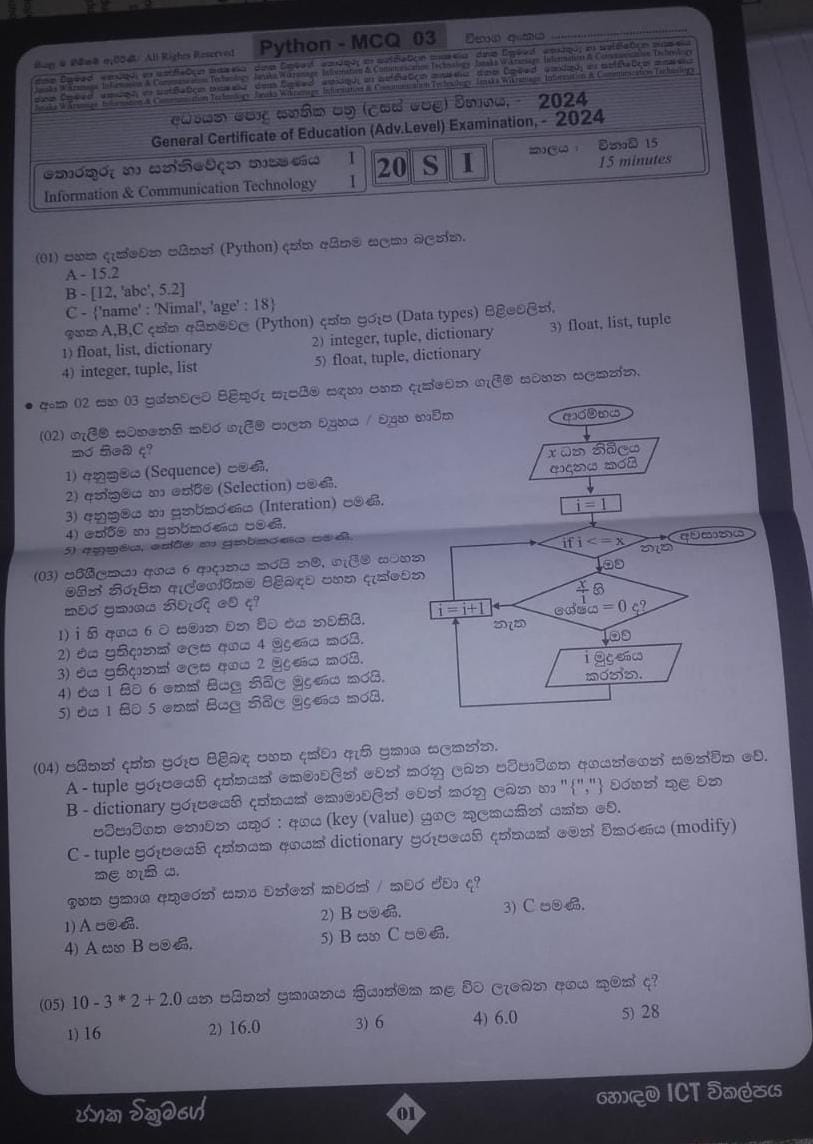 සියලු ම හිමිකම් ඇවිරිණි / All Rights Reserved
Python - MCQ 03
විභාග අංකය
ජනක වික්‍රමගේ තොරතුරු හා සන්නිවේදන තාක්ෂණය
Janaka Wikramage Information & Communication Technology
අධ්‍යයන පොදු සහතික පත්‍ර (උසස් පෙළ) විභාගය, - 2024
General Certificate of Education (Adv.Level) Examination, - 2024
තොරතුරු හා සන්නිවේදන තාක්ෂණය I
Information & Communication Technology I
20 S I
කාලය : විනාඩි 15
15 minutes
(01) පහත දැක්වෙන පයිතන් (Python) දත්ත අයිතම සලකා බලන්න.
A - 15.2
B - [12, 'abc', 5.2]
C - {'name' : 'Nimal', 'age' : 18}
ඉහත A,B,C දත්ත අයිතමවල (Python) දත්ත ප්‍රරූප (Data types) පිළිවෙලින්,
1) float, list, dictionary 2) integer, tuple, dictionary 3) float, list, tuple
4) integer, tuple, list 5) float, tuple, dictionary
• අංක 02 සහ 03 ප්‍රශ්නවලට පිළිතුරු සැපයීම සඳහා පහත දැක්වෙන ගැලීම් සටහන සලකන්න.
(02) ගැලීම් සටහනෙහි කවර ගැලීම් පාලන ව්‍යුහය / ව්‍යුහ භාවිත
කර තිබේ ද?
1) අනුක්‍රමය (Sequence) පමණි.
2) අන්ක්‍රමය හා තේරීම (Selection) පමණි.
3) අනුක්‍රමය හා පුනර්කරණය (Interation) පමණි.
4) තේරීම හා පුනර්කරණය පමණි.
5) අනුක්‍රමය, තේරීම හා පුනර්කරණය පමණි.
(03) පරිශීලකයා අගය 6 ආදානය කරයි නම්, ගැලීම් සටහන
මගින් නිරූපිත ඇල්ගෝරිතම පිළිබඳව පහත දැක්වෙන
කවර ප්‍රකාශය නිවැරදි වේ ද?
1) i හි අගය 6 ට සමාන වන විට එය නවතියි.
2) එය ප්‍රතිදානක් ලෙස අගය 4 මුද්‍රණය කරයි.
3) එය ප්‍රතිදානක් ලෙස අගය 2 මුද්‍රණය කරයි.
4) එය 1 සිට 6 තෙක් සියලු නිඛිල මුද්‍රණය කරයි.
5) එය 1 සිට 5 තෙක් සියලු නිඛිල මුද්‍රණය කරයි.
ආරම්භය
x ධන නිඛිලය
ආදානය කරයි
i = 1
if i < = x
නැත
අවසානය
ඔව්
x/i හි
ශේෂය = 0 ද?
i = i+1
නැත
ඔව්
i මුද්‍රණය
කරන්න.
(04) පයිතන් දත්ත ප්‍රරූප පිළිබඳ පහත දක්වා ඇති ප්‍රකාශ සලකන්න.
A - tuple ප්‍රරූපයෙහි දත්තයක් කොමාවලින් වෙන් කරනු ලබන පටිපාටිගත අගයන්ගෙන් සමන්විත වේ.
B - dictionary ප්‍රරූපයෙහි දත්තයක් කොමාවලින් වෙන් කරනු ලබන හා "{","} වරහන් තුළ වන
පටිපාටිගත නොවන යතුර : අගය (key (value) යුගල කුලකයකින් යුක්ත වේ.
C - tuple ප්‍රරූපයෙහි දත්තයක අගයක් dictionary ප්‍රරූපයෙහි දත්තයක් මෙන් විකරණය (modify)
කළ හැකි ය.
ඉහත ප්‍රකාශ අතුරෙන් සත්‍ය වන්නේ කවරක් / කවර ඒවා ද?
1) A පමණි. 2) B පමණි. 3) C පමණි.
4) A සහ B පමණි. 5) B සහ C පමණි.
(05) 10 - 3 * 2 + 2.0 යන පයිතන් ප්‍රකාශනය ක්‍රියාත්මක කළ විට ලැබෙන අගය කුමක් ද?
1) 16 2) 16.0 3) 6 4) 6.0 5) 28
ජනක වික්‍රමගේ
01
හොඳම ICT විකල්පය